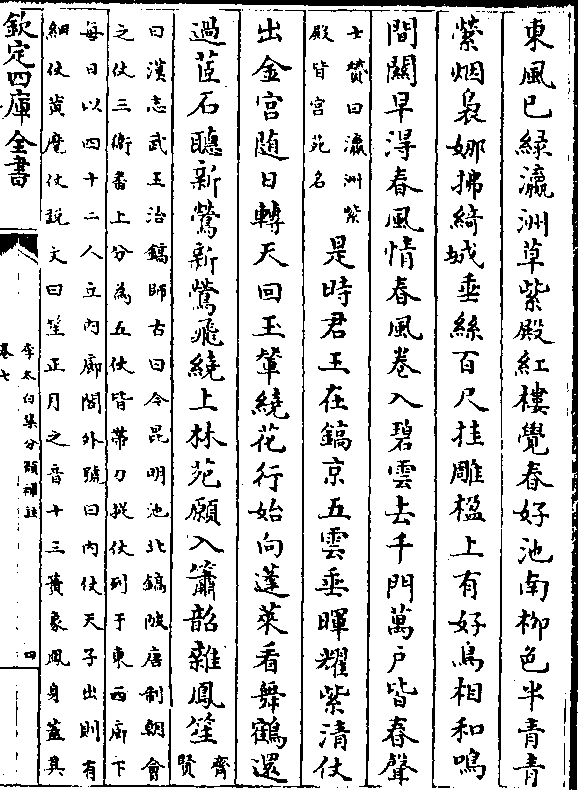 東風已綠瀛洲草紫殿紅樓覺春好池南柳色半青青
縈烟裊娜拂綺城垂絲百尺挂雕楹上有好鳥相和鳴
間關早得春風情春風卷入碧雲去千門萬户皆春聲
士贇曰瀛洲紫
殿皆宫苑名
是時君王在鎬京五雲垂暉耀紫清仗
出金宫随日轉天回玉輦繞花行始向蓬萊看舞鶴還
過茝石聽新鶯新鶯飛繞上林苑願入簫韶雜鳳笙
齊
賢
曰漢志武王治鎬師古曰今昆明池北鎬陂唐制朝會
之仗三衛番上分為五仗皆帶刀捉仗列于東西廊下
每日以四十二人立内廊閤外號曰内仗天子出則有
細仗黄麾仗説文曰笙正月之音十三簧象鳳身蓋其
欽定四庫全書
李太白集分類補註
卷七
四